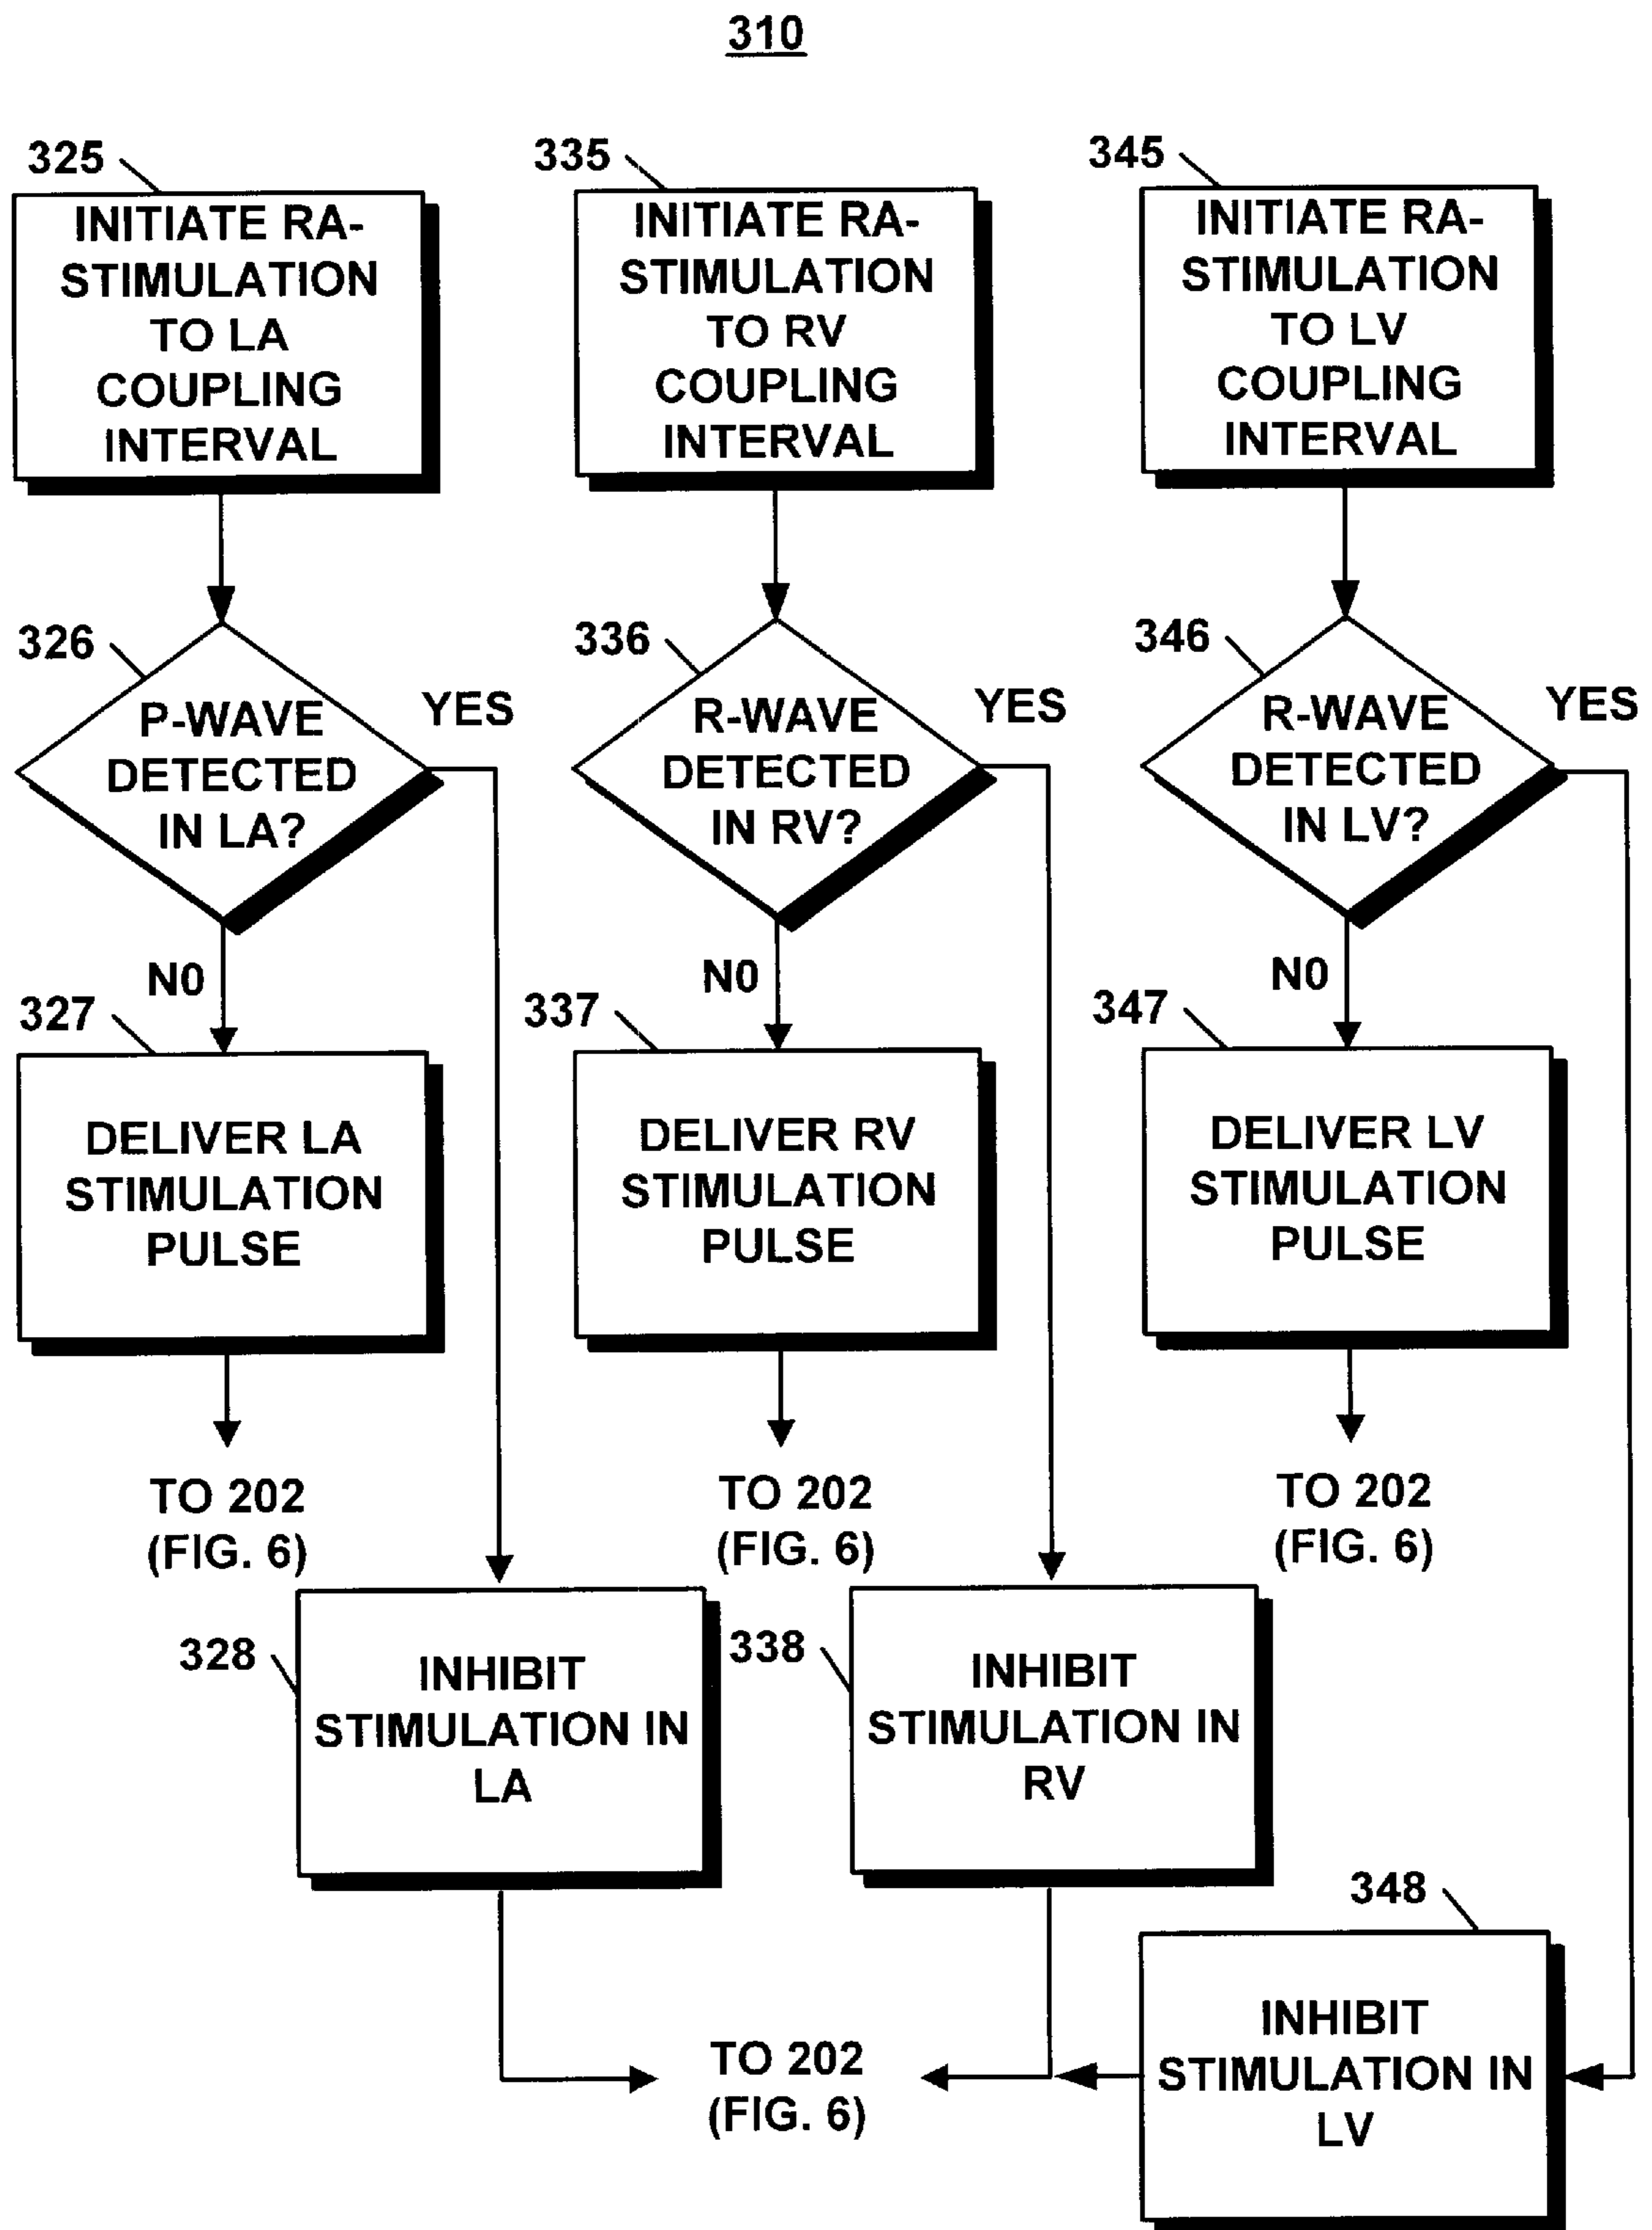 310
325
INITIATE RA-
STIMULATION
TO LA
COUPLING
INTERVAL
335
INITIATE RA-
STIMULATION
TO RV
COUPLING
INTERVAL
345
INITIATE RA-
STIMULATION
TO LV
COUPLING
INTERVAL
326
P-WAVE
DETECTED
IN LA?
YES
NO
336
R-WAVE
DETECTED
IN RV?
YES
NO
346
R-WAVE
DETECTED
IN LV?
YES
NO
327
DELIVER LA
STIMULATION
PULSE
337
DELIVER RV
STIMULATION
PULSE
347
DELIVER LV
STIMULATION
PULSE
TO 202
(FIG. 6)
TO 202
(FIG. 6)
TO 202
(FIG. 6)
328
INHIBIT
STIMULATION IN
LA
338
INHIBIT
STIMULATION IN
RV
348
INHIBIT
STIMULATION IN
LV
TO 202
(FIG. 6)